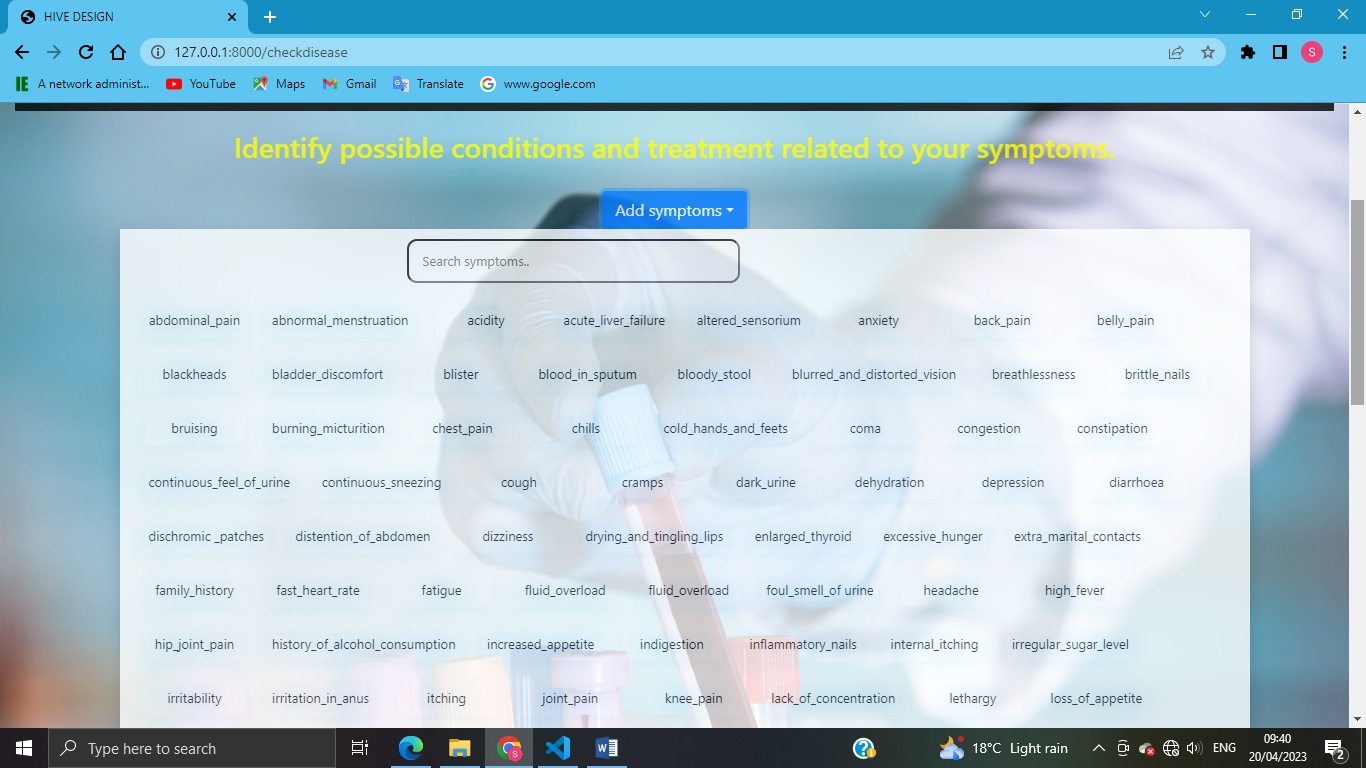 HIVE DESIGN
127.0.0.1:8000/checkdisease
S
A network administ... YouTube Maps Gmail Translate www.google.com
Identify possible conditions and treatment related to your symptoms.
Add symptoms
Search symptoms..
abdominal_pain abnormal_menstruation acidity acute_liver_failure altered_sensorium anxiety back_pain belly_pain
blackheads bladder_discomfort blister blood_in_sputum bloody_stool blurred_and_distorted_vision breathlessness brittle_nails
bruising burning_micturition chest_pain chills cold_hands_and_feets coma congestion constipation
continuous_feel_of_urine continuous_sneezing cough cramps dark_urine dehydration depression diarrhoea
dischromic _patches distention_of_abdomen dizziness drying_and_tingling_lips enlarged_thyroid excessive_hunger extra_marital_contacts
family_history fast_heart_rate fatigue fluid_overload fluid_overload foul_smell_of urine headache high_fever
hip_joint_pain history_of_alcohol_consumption increased_appetite indigestion inflammatory_nails internal_itching irregular_sugar_level
irritability irritation_in_anus itching joint_pain knee_pain lack_of_concentration lethargy loss_of_appetite
Type here to search 18°C Light rain ENG 09:40
20/04/2023 2